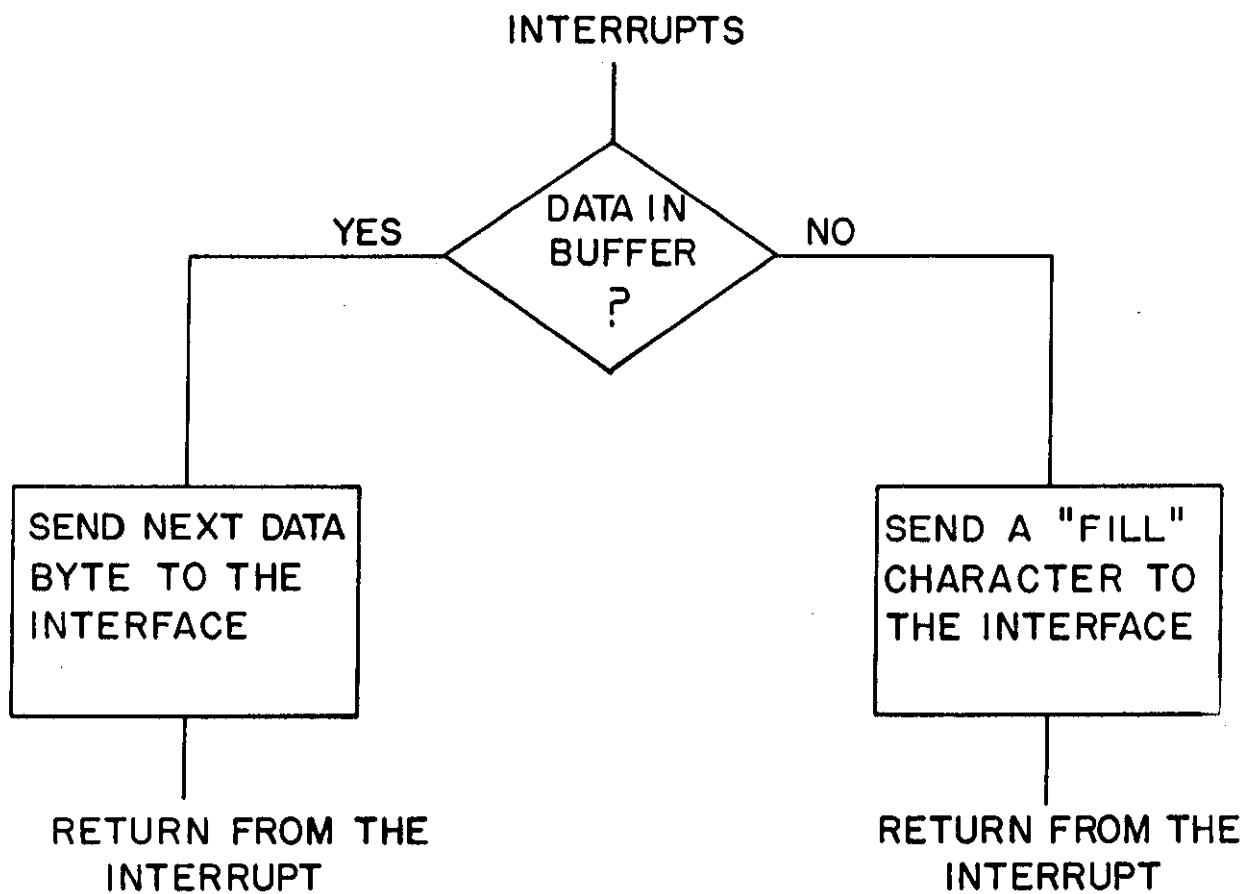 INTERRUPTS
DATA IN
BUFFER
?
YES
NO
SEND NEXT DATA
BYTE TO THE
INTERFACE
RETURN FROM THE
INTERRUPT
SEND A "FILL"
CHARACTER TO
THE INTERFACE
RETURN FROM THE
INTERRUPT